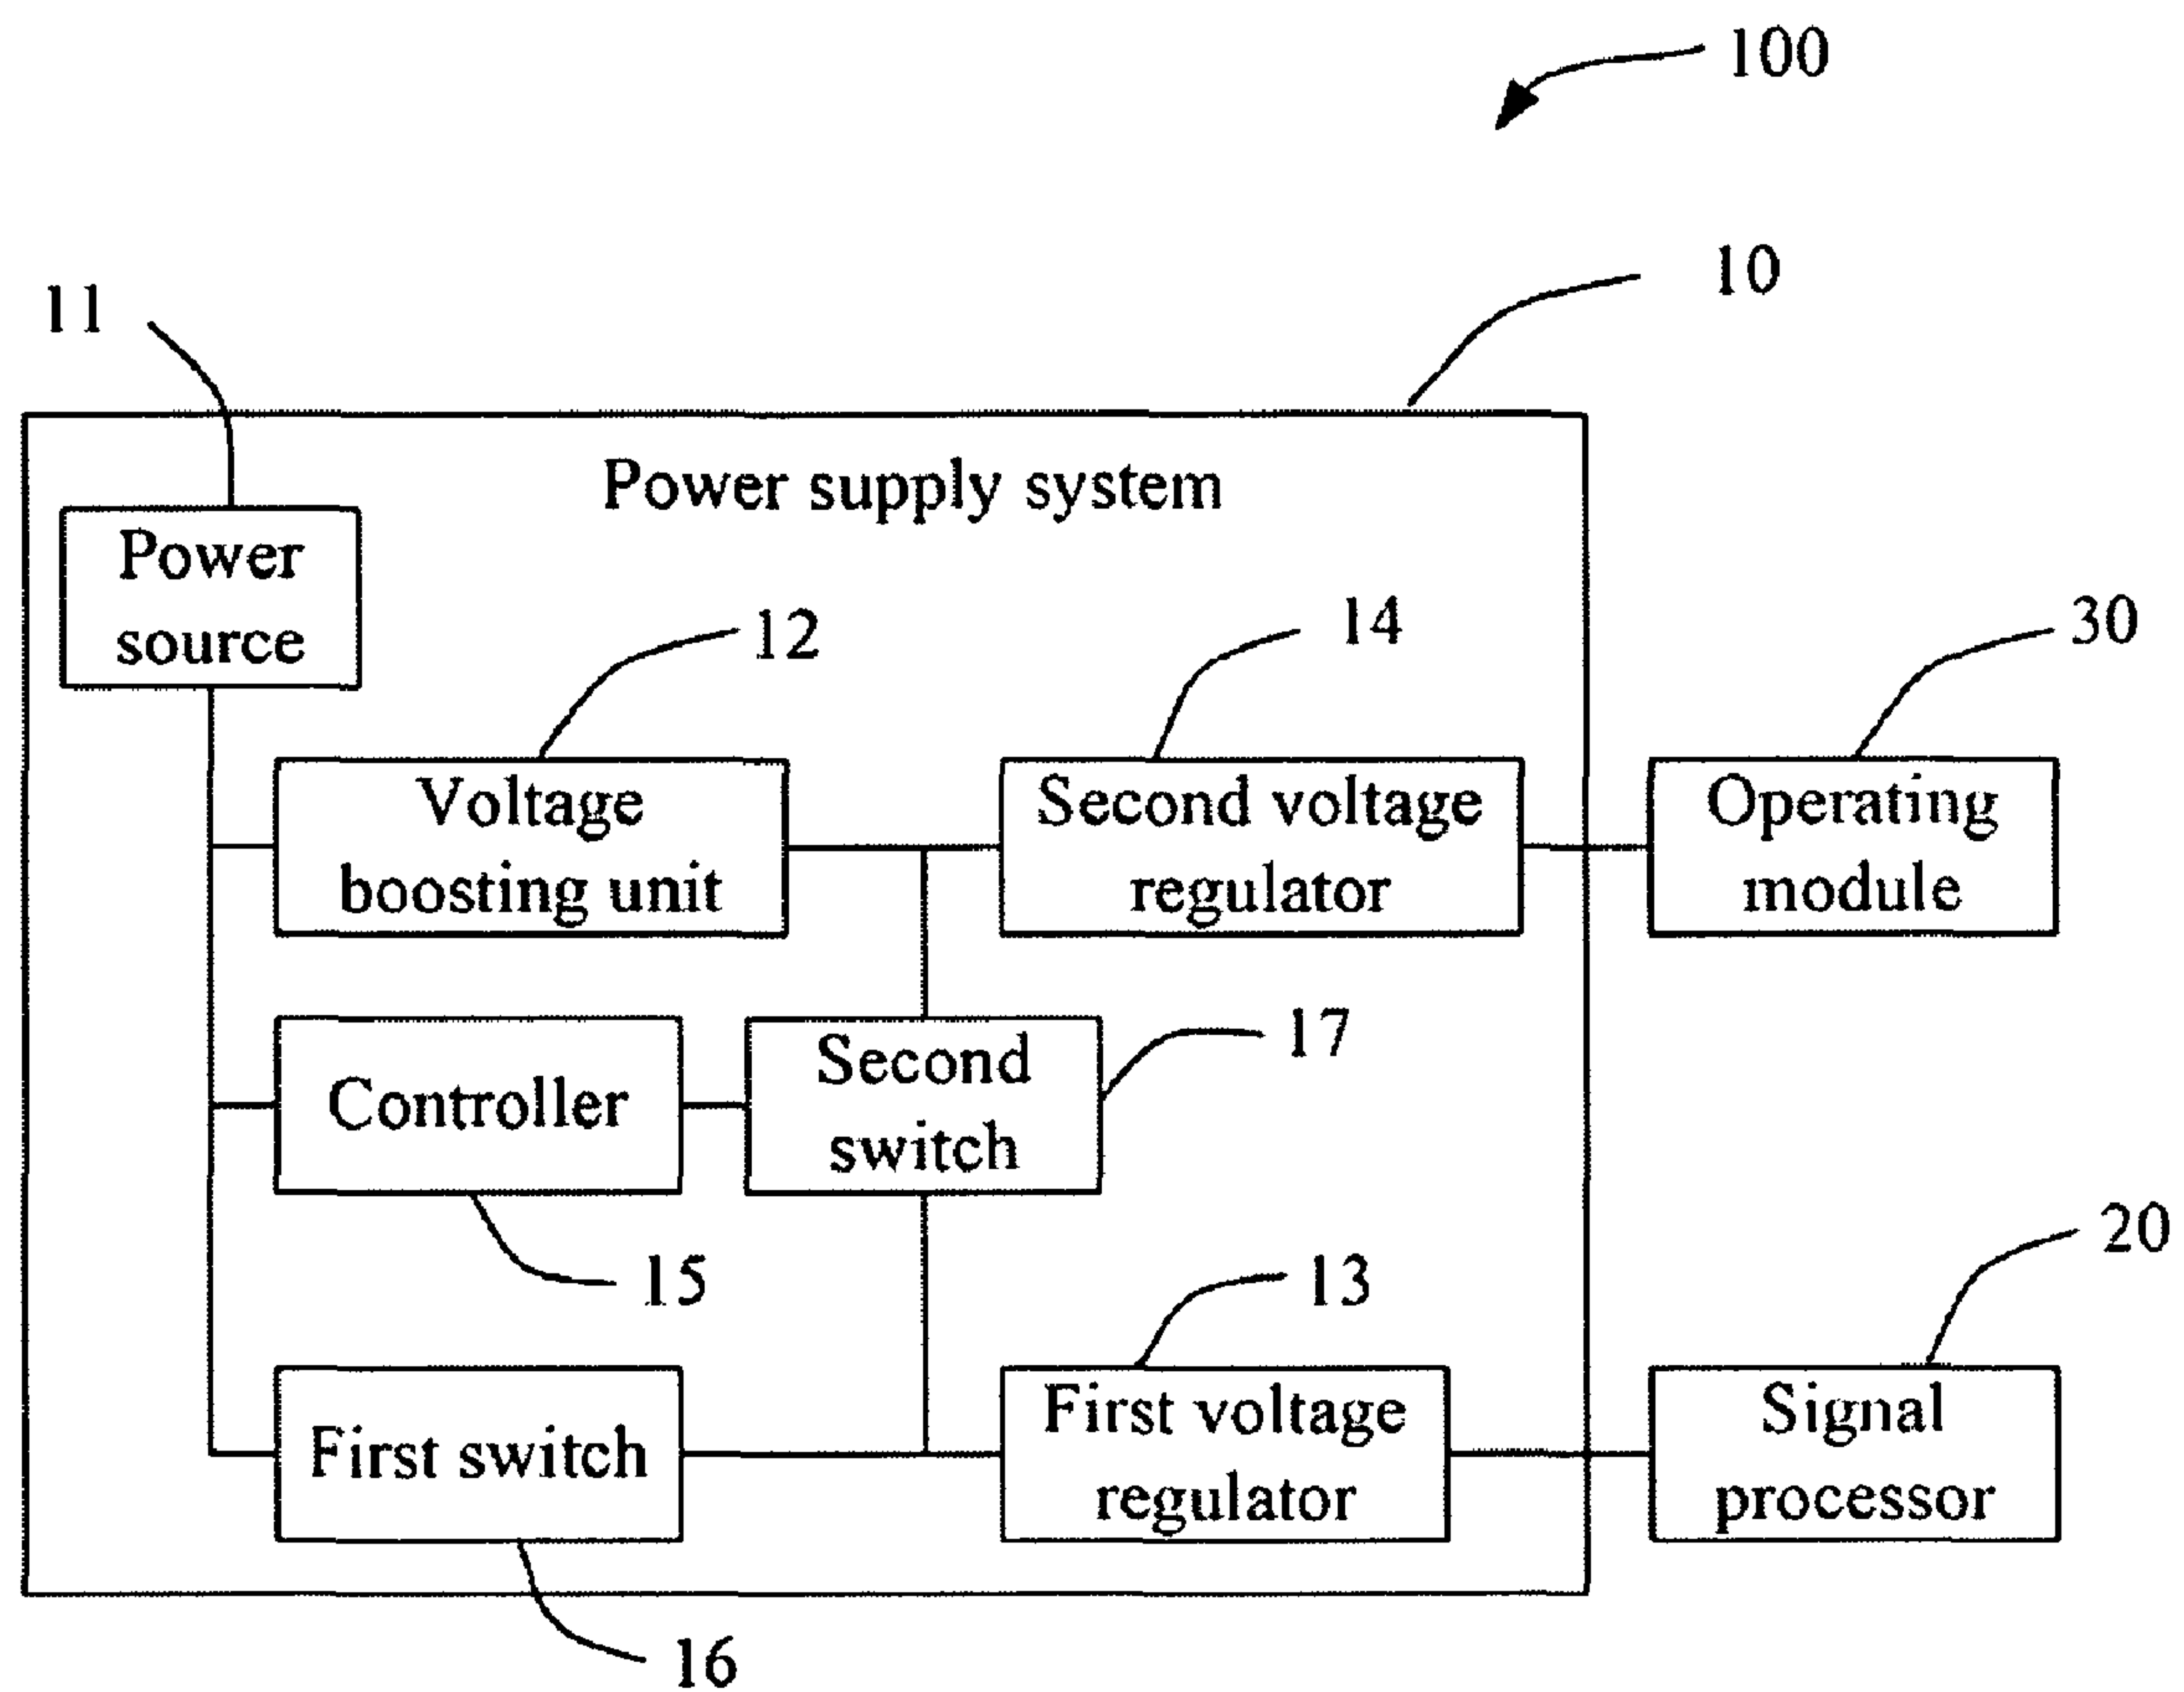 100
10
11
Power supply system
Power
source
12
14
30
Voltage
boosting unit
Second voltage
regulator
Operating
module
17
Controller
Second
switch
15
13
20
First switch
First voltage
regulator
Signal
processor
16